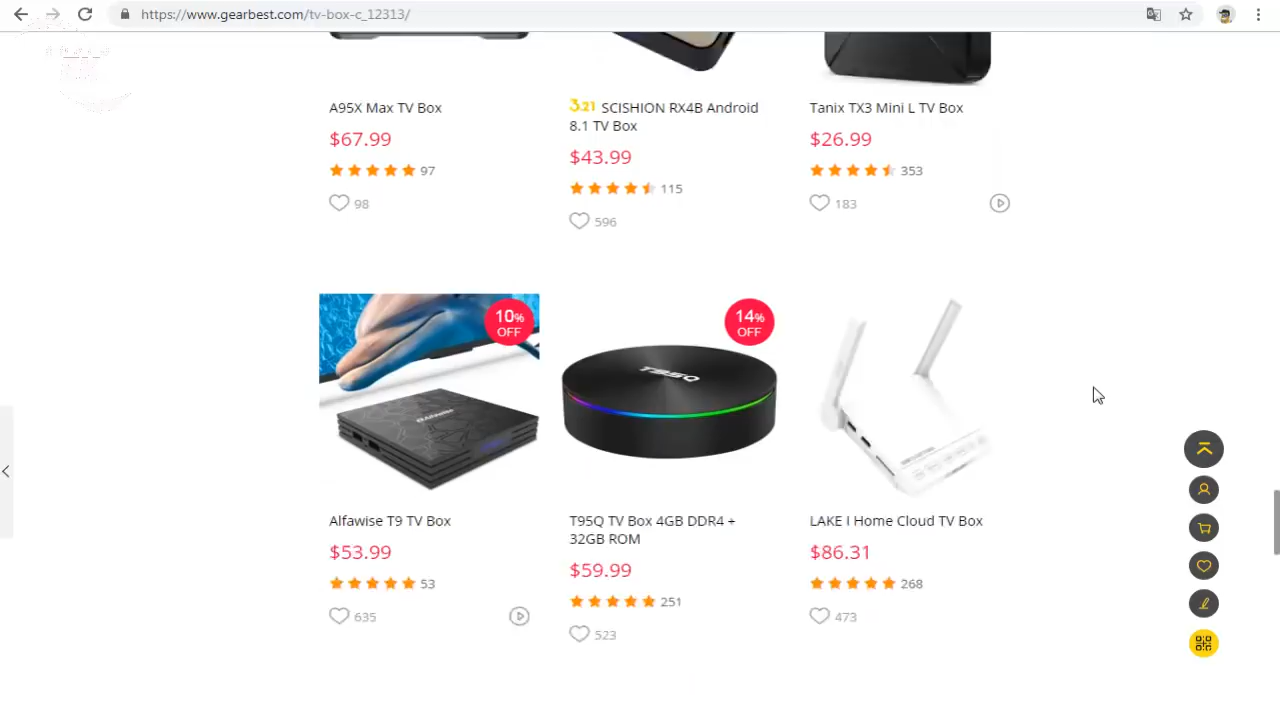 https://www.gearbest.com/tv-box-c_12313/
A95X Max TV Box
$67.99
97
98
3.21 SCISHION RX4B Android
8.1 TV Box
$43.99
115
596
Tanix TX3 Mini L TV Box
$26.99
353
183
10%
OFF
Alfawise T9 TV Box
$53.99
53
635
14%
OFF
T95Q
T95Q TV Box 4GB DDR4 +
32GB ROM
$59.99
251
523
LAKE I Home Cloud TV Box
$86.31
268
473